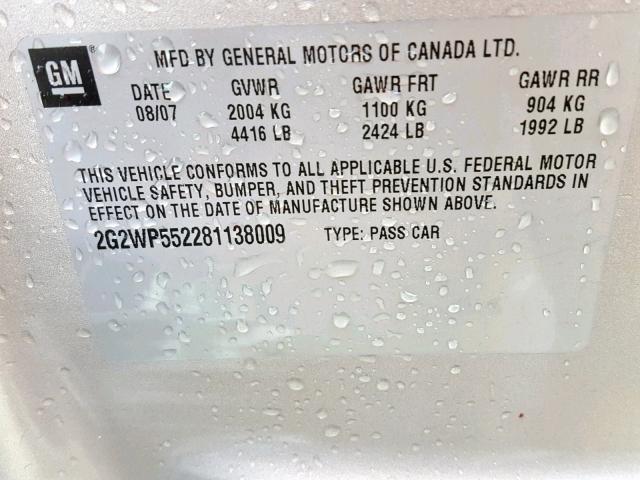 GM ® MFD BY GENERAL MOTORS OF CANADA LTD.
DATE GVWR GAWR FRT GAWR RR
08/07 2004 KG 1100 KG 904 KG
4416 LB 2424 LB 1992 LB
THIS VEHICLE CONFORMS TO ALL APPLICABLE U.S. FEDERAL MOTOR
VEHICLE SAFETY, BUMPER, AND THEFT PREVENTION STANDARDS IN
EFFECT ON THE DATE OF MANUFACTURE SHOWN ABOVE.
2G2WP552281138009 TYPE: PASS CAR